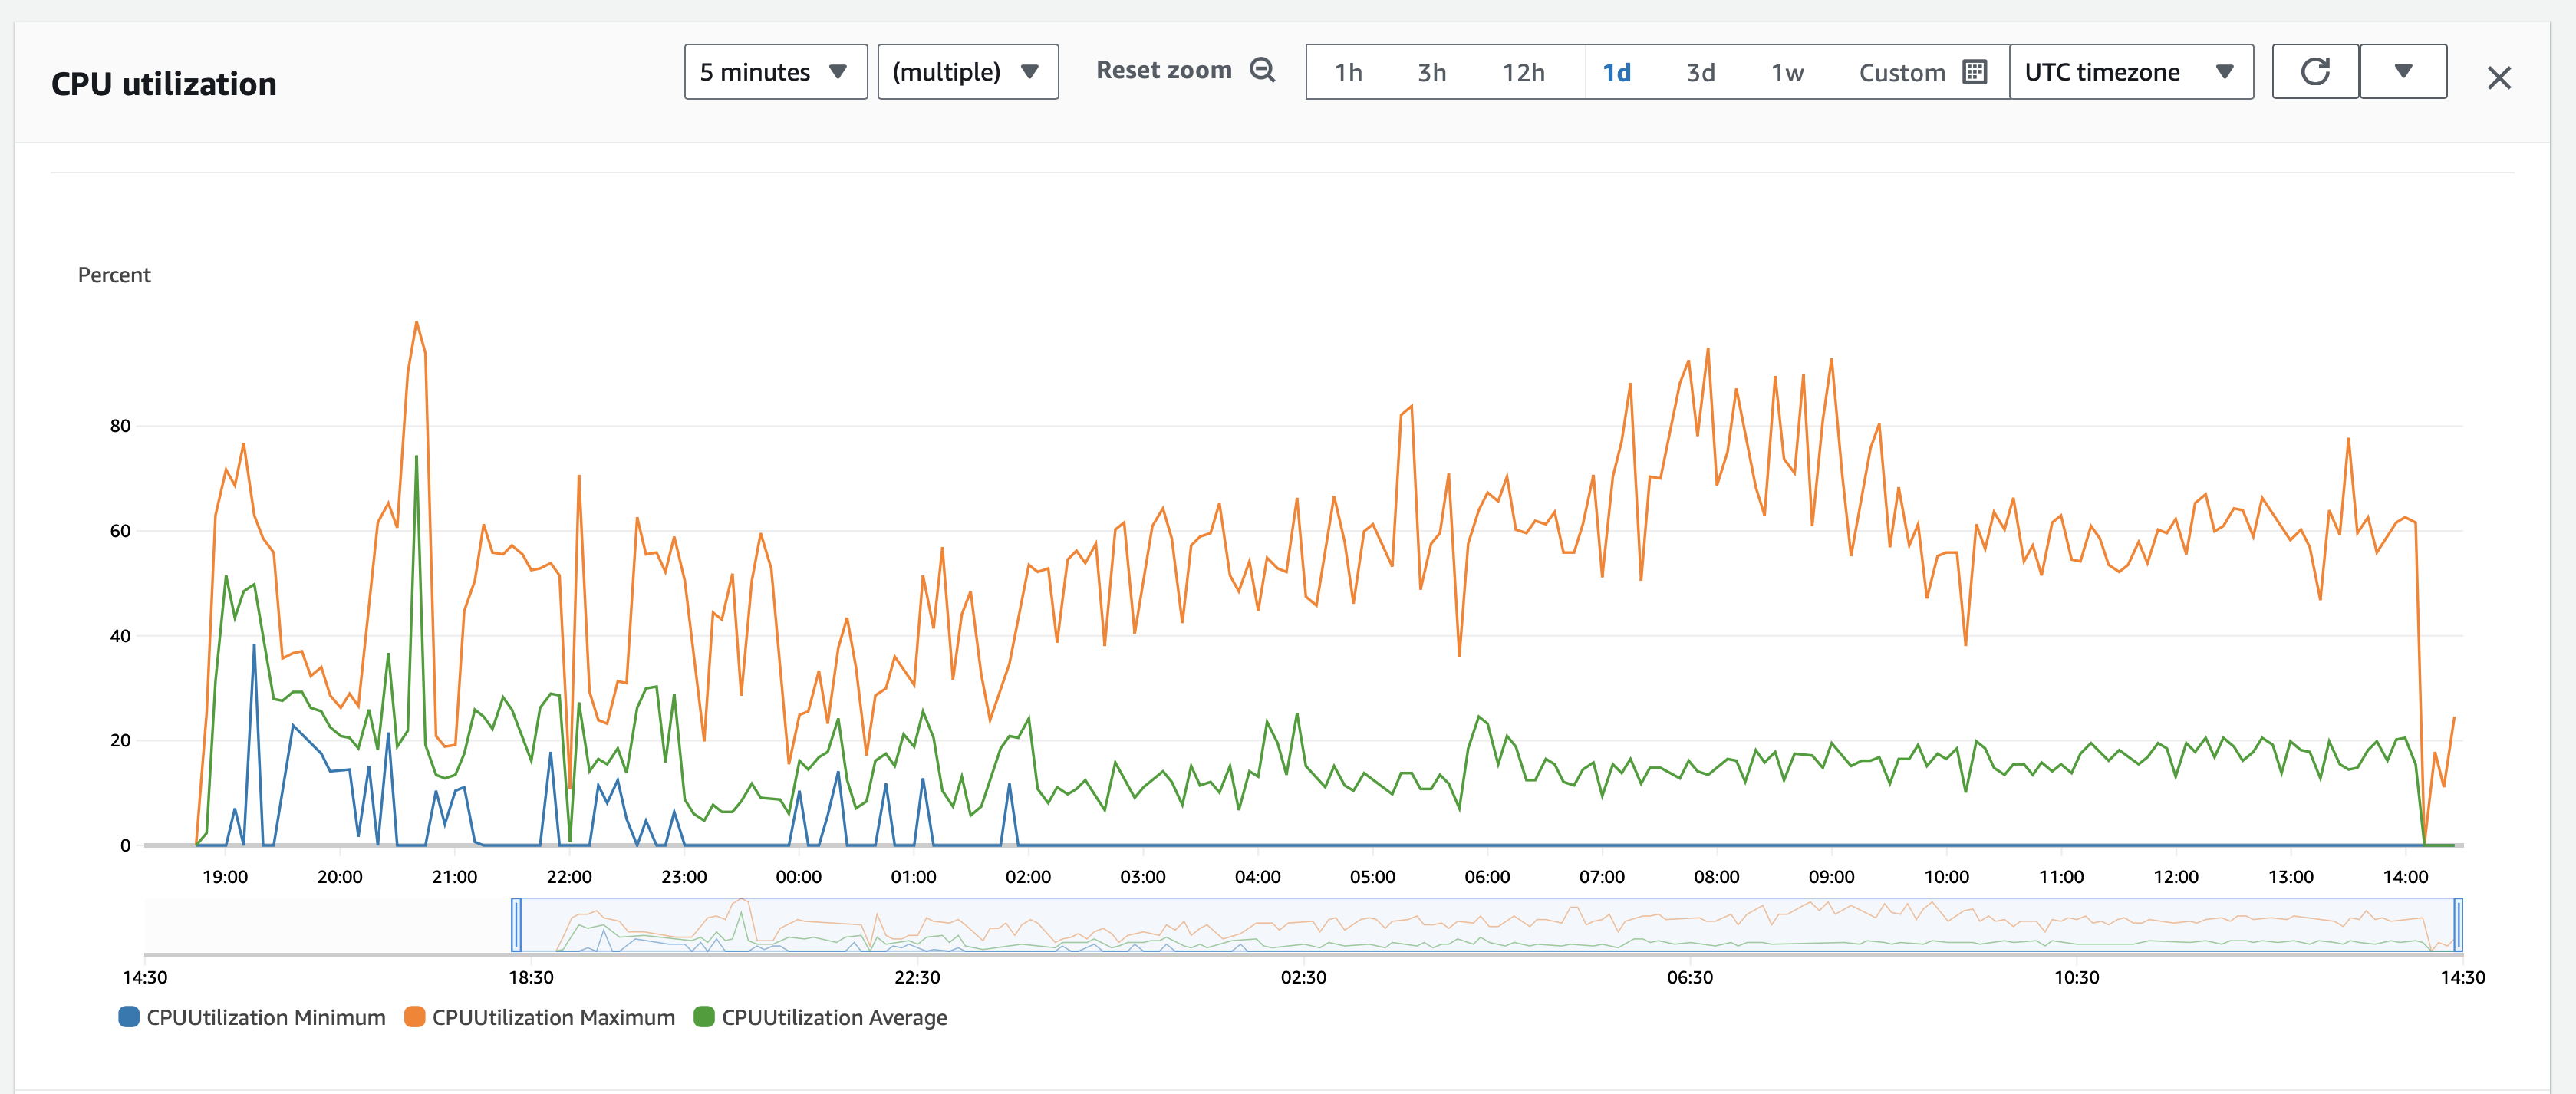 CPU utilization
5 minutes
(multiple)
Reset zoom
1h 3h 12h 1d 3d 1w Custom
UTC timezone
Percent
80
60
40
20
0
19:00 20:00 21:00 22:00 23:00 00:00 01:00 02:00 03:00 04:00 05:00 06:00 07:00 08:00 09:00 10:00 11:00 12:00 13:00 14:00
14:30 18:30 22:30 02:30 06:30 10:30 14:30
CPUUtilization Minimum CPUUtilization Maximum CPUUtilization Average